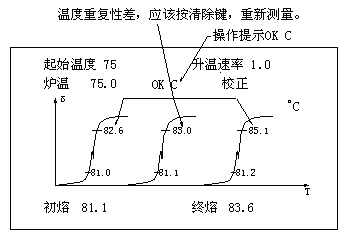 温度重复性差，应该按清除键，重新测量。
操作提示OK C
起始温度 75 升温速率 1.0
炉温 75.0 OK C 校正
δ
℃
82.6 83.0 85.1
81.0 81.1 81.2
T
初熔 81.1 终熔 83.6